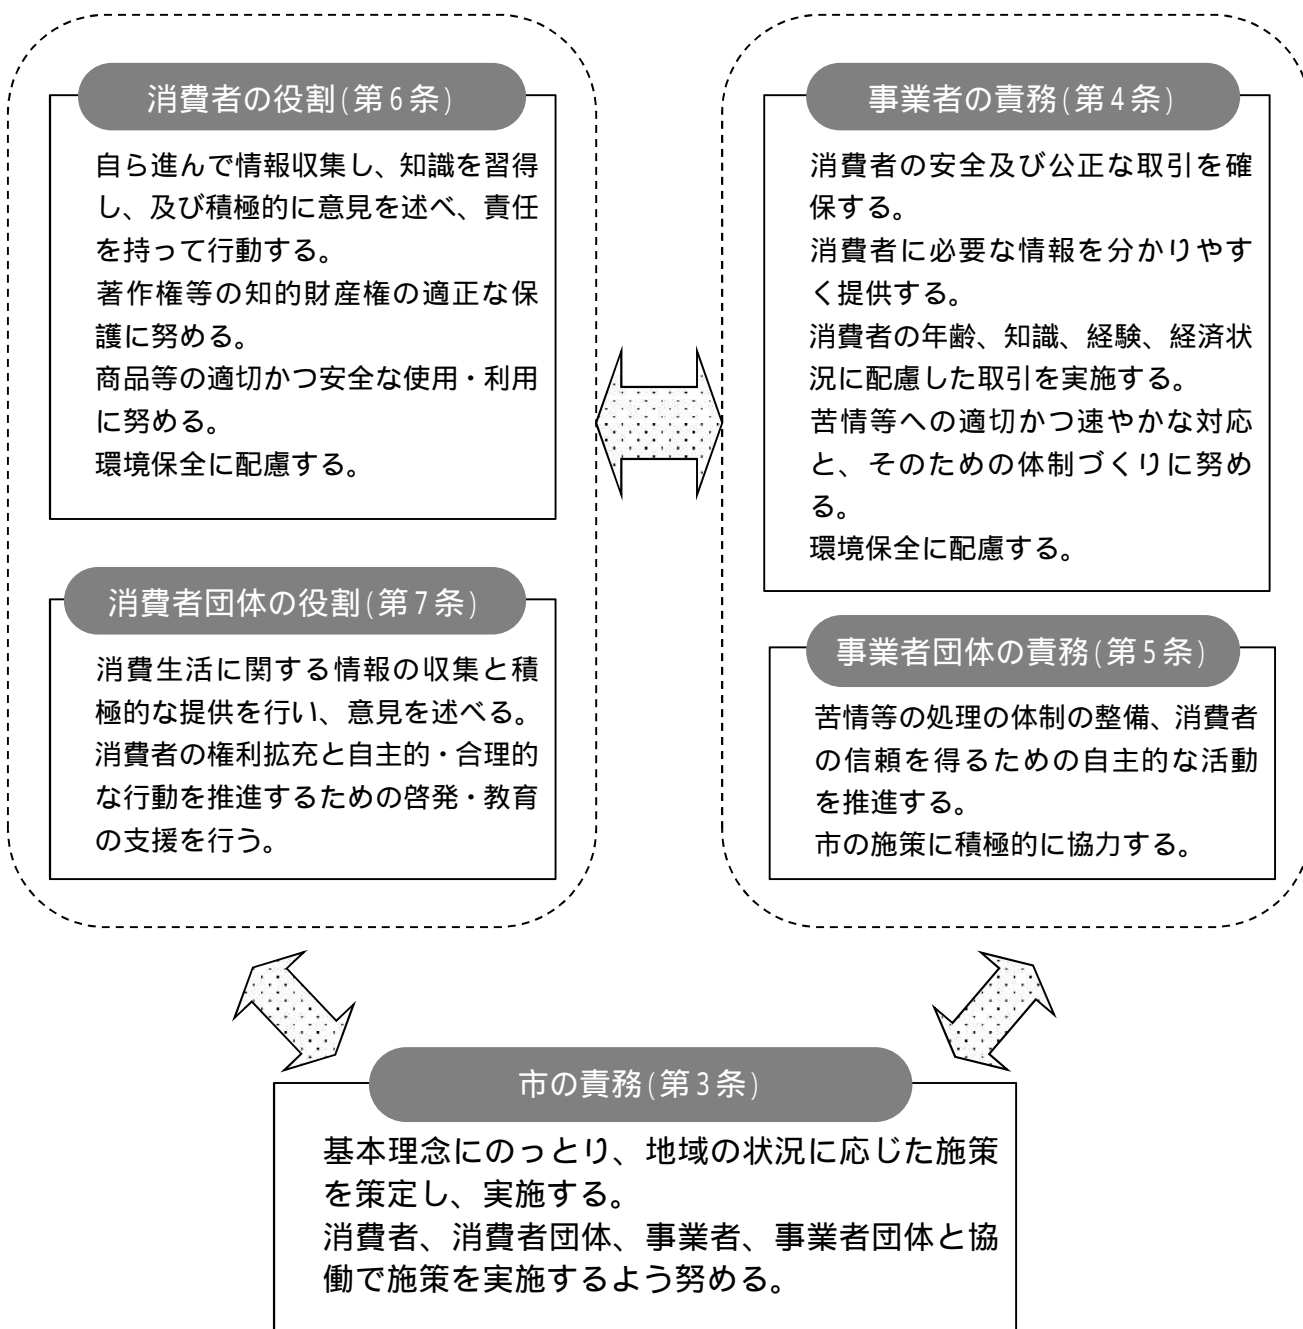 消費者の役割(第6条)
自ら進んで情報収集し、知識を習得
し、及び積極的に意見を述べ、責任
を持って行動する。
著作権等の知的財産権の適正な保
護に努める。
商品等の適切かつ安全な使用・利用
に努める。
環境保全に配慮する。
消費者団体の役割(第7条)
消費生活に関する情報の収集と積
極的な提供を行い、意見を述べる。
消費者の権利拡充と自主的・合理的
な行動を推進するための啓発・教育
の支援を行う。
事業者の責務(第4条)
消費者の安全及び公正な取引を確
保する。
消費者に必要な情報を分かりやす
く提供する。
消費者の年齢、知識、経験、経済状
況に配慮した取引を実施する。
苦情等への適切かつ速やかな対応
と、そのための体制づくりに努め
る。
環境保全に配慮する。
事業者団体の責務(第5条)
苦情等の処理の体制の整備、消費者
の信頼を得るための自主的な活動
を推進する。
市の施策に積極的に協力する。
市の責務(第3条)
基本理念にのっとり、地域の状況に応じた施策
を策定し、実施する。
消費者、消費者団体、事業者、事業者団体と協
働で施策を実施するよう努める。